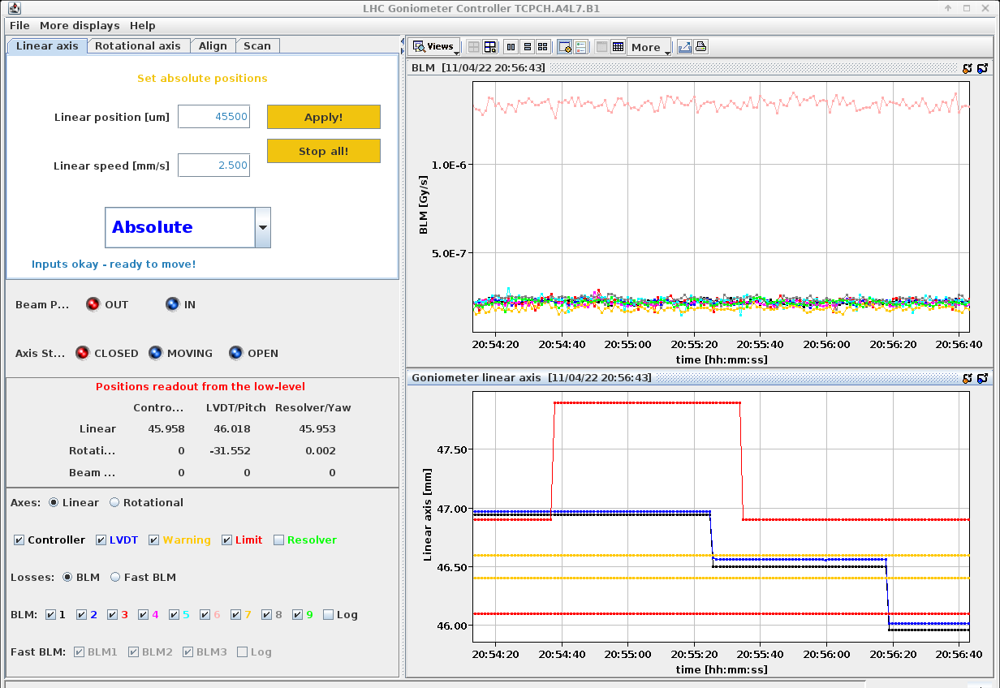 LHC Goniometer Controller TCPCH.A4L7.B1
File More displays Help
Linear axis Rotational axis Align Scan
Set absolute positions
Linear position [um] 45500 Apply!
Stop all!
Linear speed [mm/s] 2.500
Absolute
Inputs okay - ready to move!
Beam P... OUT IN
Axis St... CLOSED MOVING OPEN
Positions readout from the low-level
Contro... LVDT/Pitch Resolver/Yaw
Linear 45.958 46.018 45.953
Rotati... 0 -31.552 0.002
Beam ... 0 0 0
Axes: Linear Rotational
Controller LVDT Warning Limit Resolver
Losses: BLM Fast BLM
BLM: 1 2 3 4 5 6 7 8 9 Log
Fast BLM: BLM1 BLM2 BLM3 Log
Views More
BLM [11/04/22 20:56:43]
BLM [Gy/s]
1.0E-6
5.0E-7
20:54:20 20:54:40 20:55:00 20:55:20 20:55:40 20:56:00 20:56:20 20:56:40
time [hh:mm:ss]
Goniometer linear axis [11/04/22 20:56:43]
Linear axis [mm]
47.50
47.00
46.50
46.00
20:54:20 20:54:40 20:55:00 20:55:20 20:55:40 20:56:00 20:56:20 20:56:40
time [hh:mm:ss]